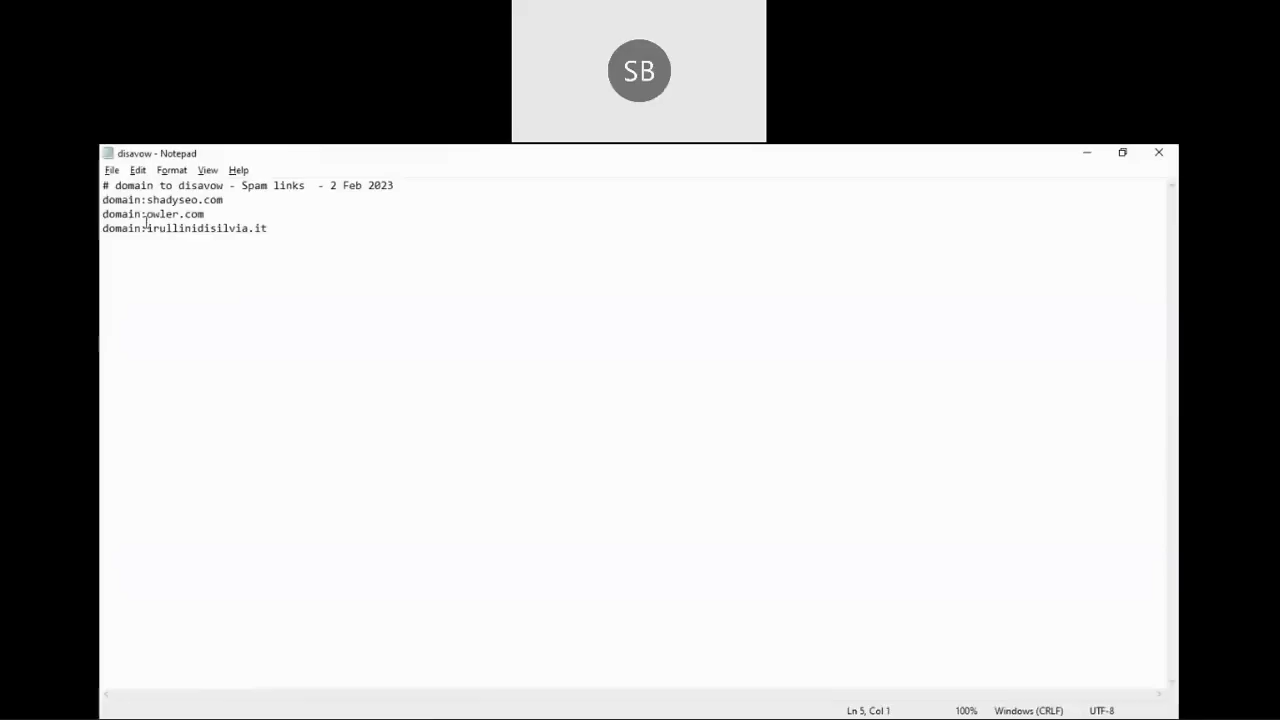 SB
disavow - Notepad
File Edit Format View Help
# domain to disavow - Spam links  - 2 Feb 2023
domain:shadyseo.com
domain:owler.com
domain:irullinidisilvia.it
Ln 5, Col 1 100% Windows (CRLF) UTF-8